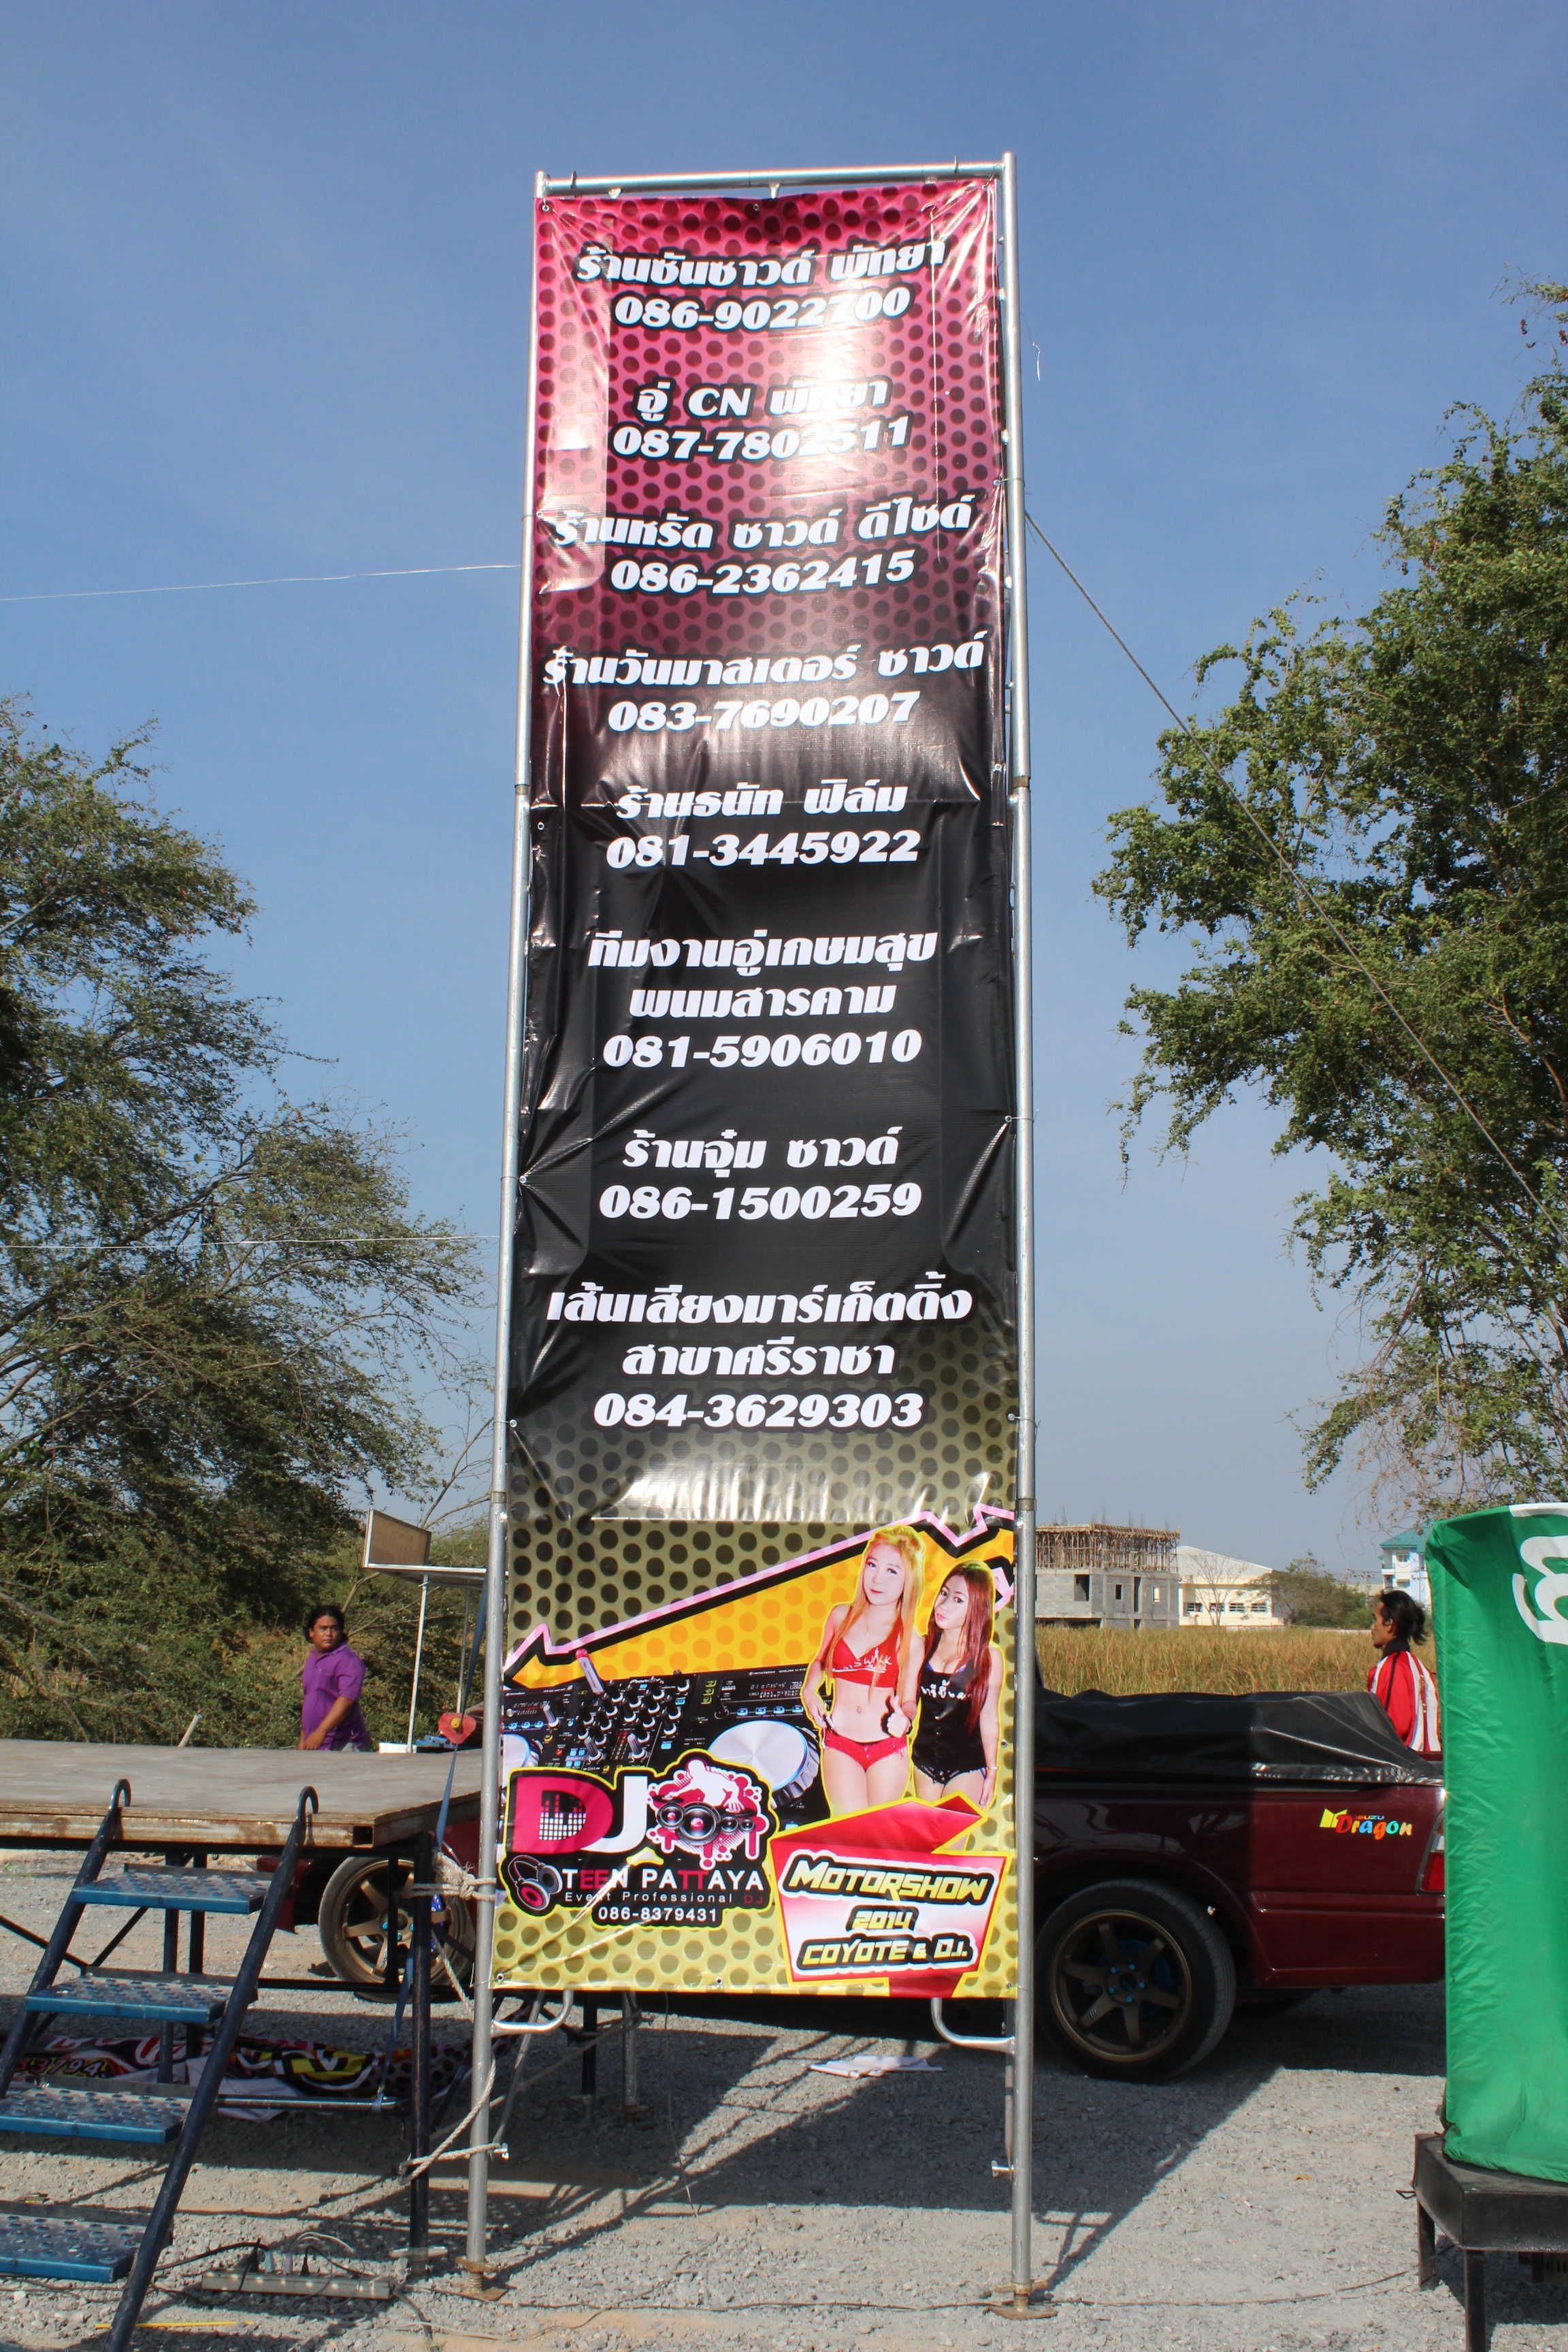 ร้านซันซาวด์ พัทยา
086-9022700
อู่ CN พัทยา
087-7802511
ร้านหรัด ซาวด์ ดีไซด์
086-2362415
ร้านวันมาสเตอร์ ซาวด์
083-7690207
ร้านธนัท ฟิล์ม
081-3445922
ทีมงานอู่เกษมสุข
พนมสารคาม
081-5906010
ร้านจุ๋ม ซาวด์
086-1500259
เส้นเสียงมาร์เก็ตติ้ง
สาขาศรีราชา
084-3629303
DJ
TEEN PATTAYA
Event Professional DJ
086-8379431
MOTORSHOW
2014
COYOTE & DJ.
ISUZU
Dragon